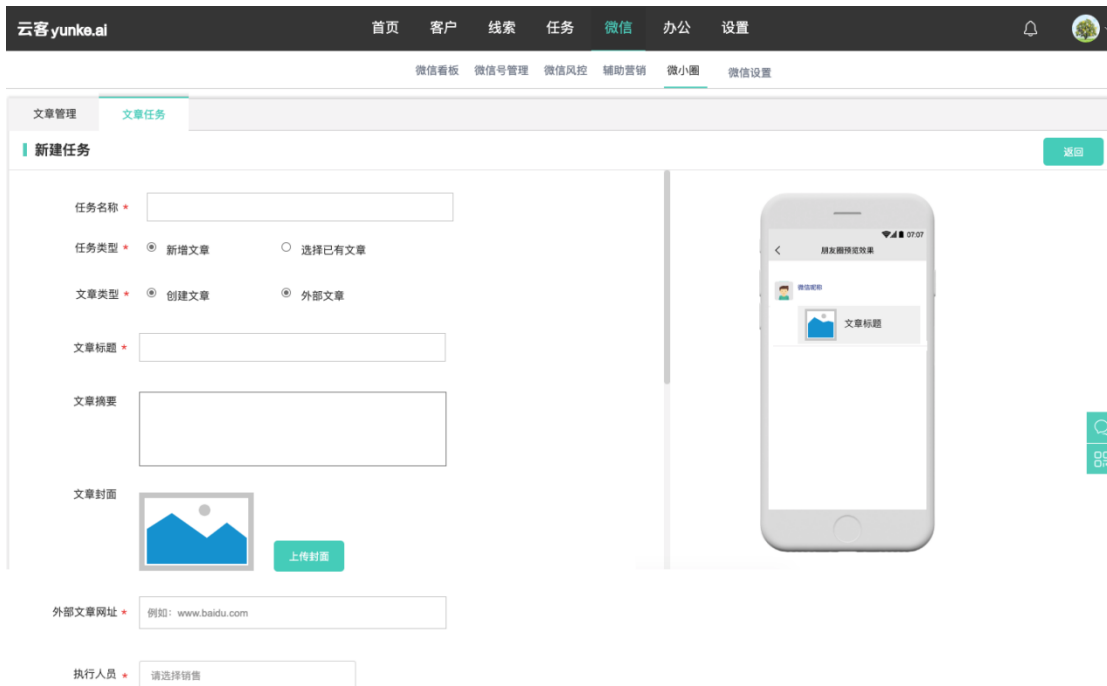 云客yunke.ai 首页 客户 线索 任务 微信 办公 设置
微信看板 微信号管理 微信风控 辅助营销 微小圈 微信设置
文章管理 文章任务
新建任务 返回
任务名称 *
任务类型 * 新增文章 选择已有文章
文章类型 * 创建文章 外部文章
文章标题 *
文章摘要
文章封面
上传封面
外部文章网址 * 例如：www.baidu.com
执行人员 * 请选择销售
07:07
朋友圈预览效果
微信昵称
文章标题